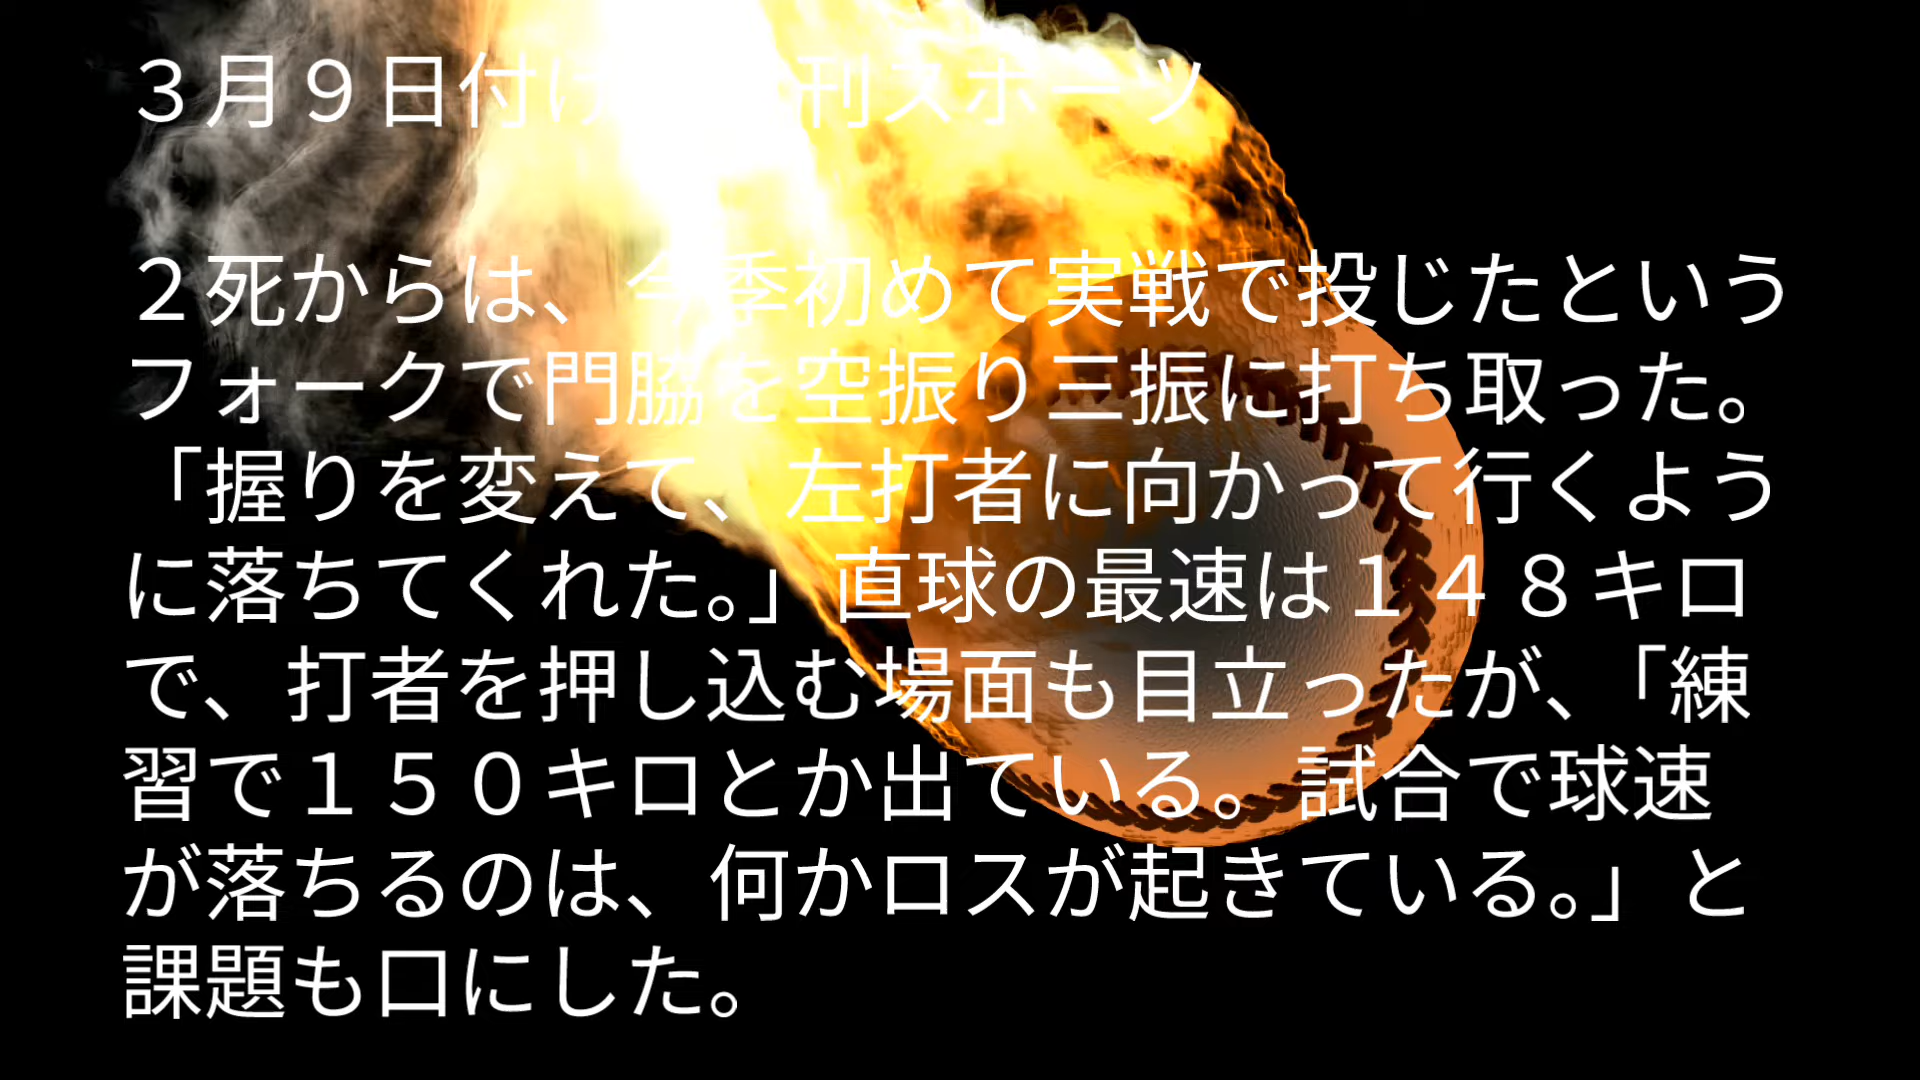 ３月９日付け 刊スポーツ
２死からは、今季初めて実戦で投じたという
フォークで門脇を空振り三振に打ち取った。
「握りを変えて、左打者に向かって行くよう
に落ちてくれた。」直球の最速は１４８キロ
で、打者を押し込む場面も目立ったが、「練
習で１５０キロとか出ている。試合で球速
が落ちるのは、何かロスが起きている。」と
課題も口にした。